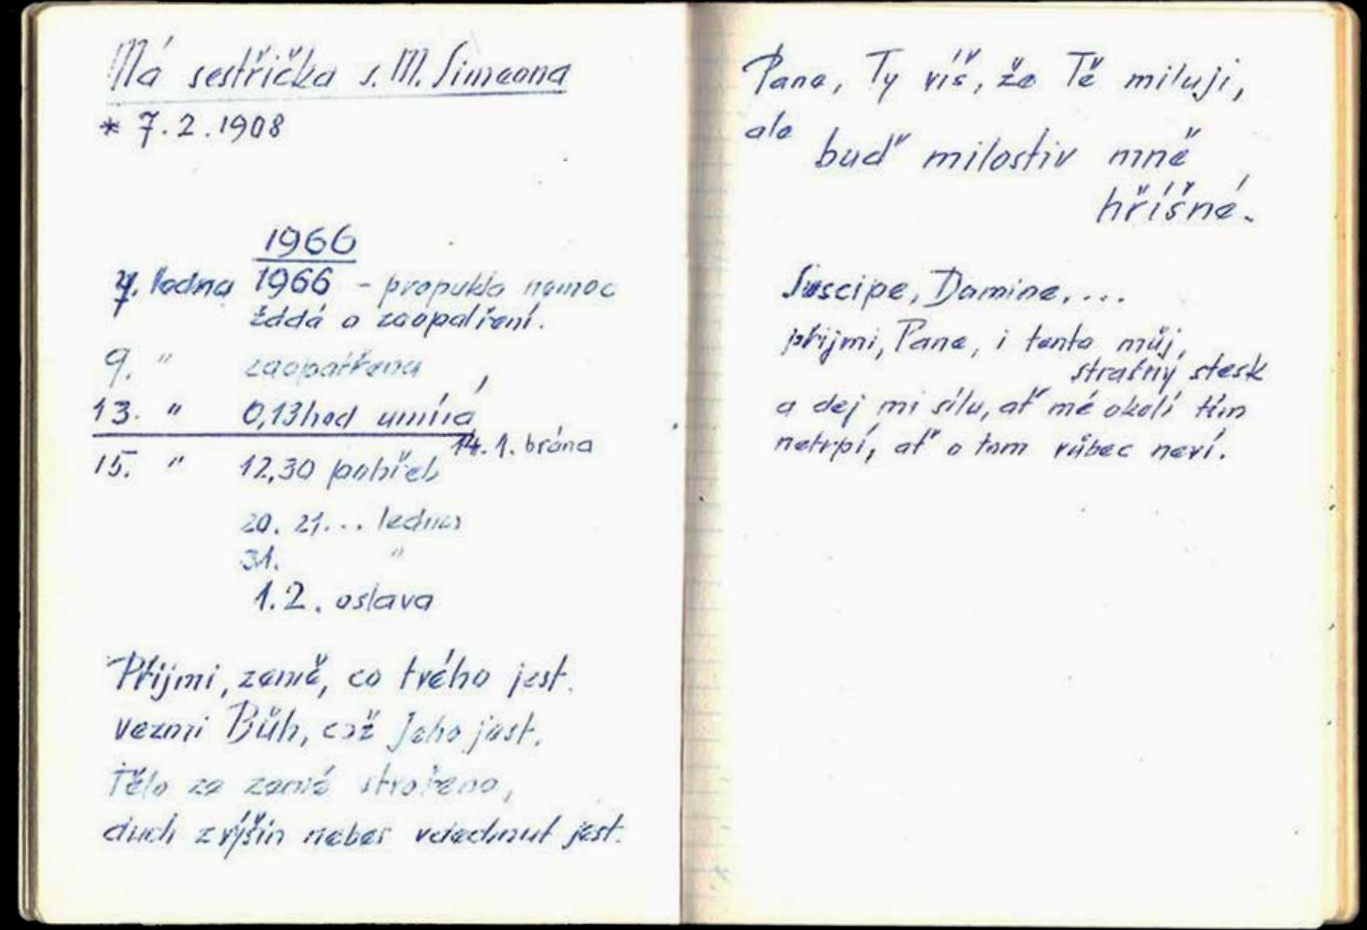 Má sestřička s. M. Simeona
* 7. 2. 1908
1966
7. ledna 1966 - propukla nemoc
žádá o zaopatření.
9. " zaopatřena
13. " 0,13 hod umírá
14. 1. brána
15. " 12,30 pohřeb
20. 21... ledna
31. "
1. 2. oslava
Přijmi, země, co tvého jest.
vezmi Bůh, což Jeho jest.
Tělo ze země stvořeno,
duch z výšin nebes vdechnut jest.
Pane, Ty víš, že Tě miluji,
ale buď milostiv mně
hříšné.
Suscipe, Domine, ...
přijmi, Pane, i tento můj,
strašný stesk
a dej mi sílu, ať mé okolí tím
netrpí, ať o tom vůbec neví.